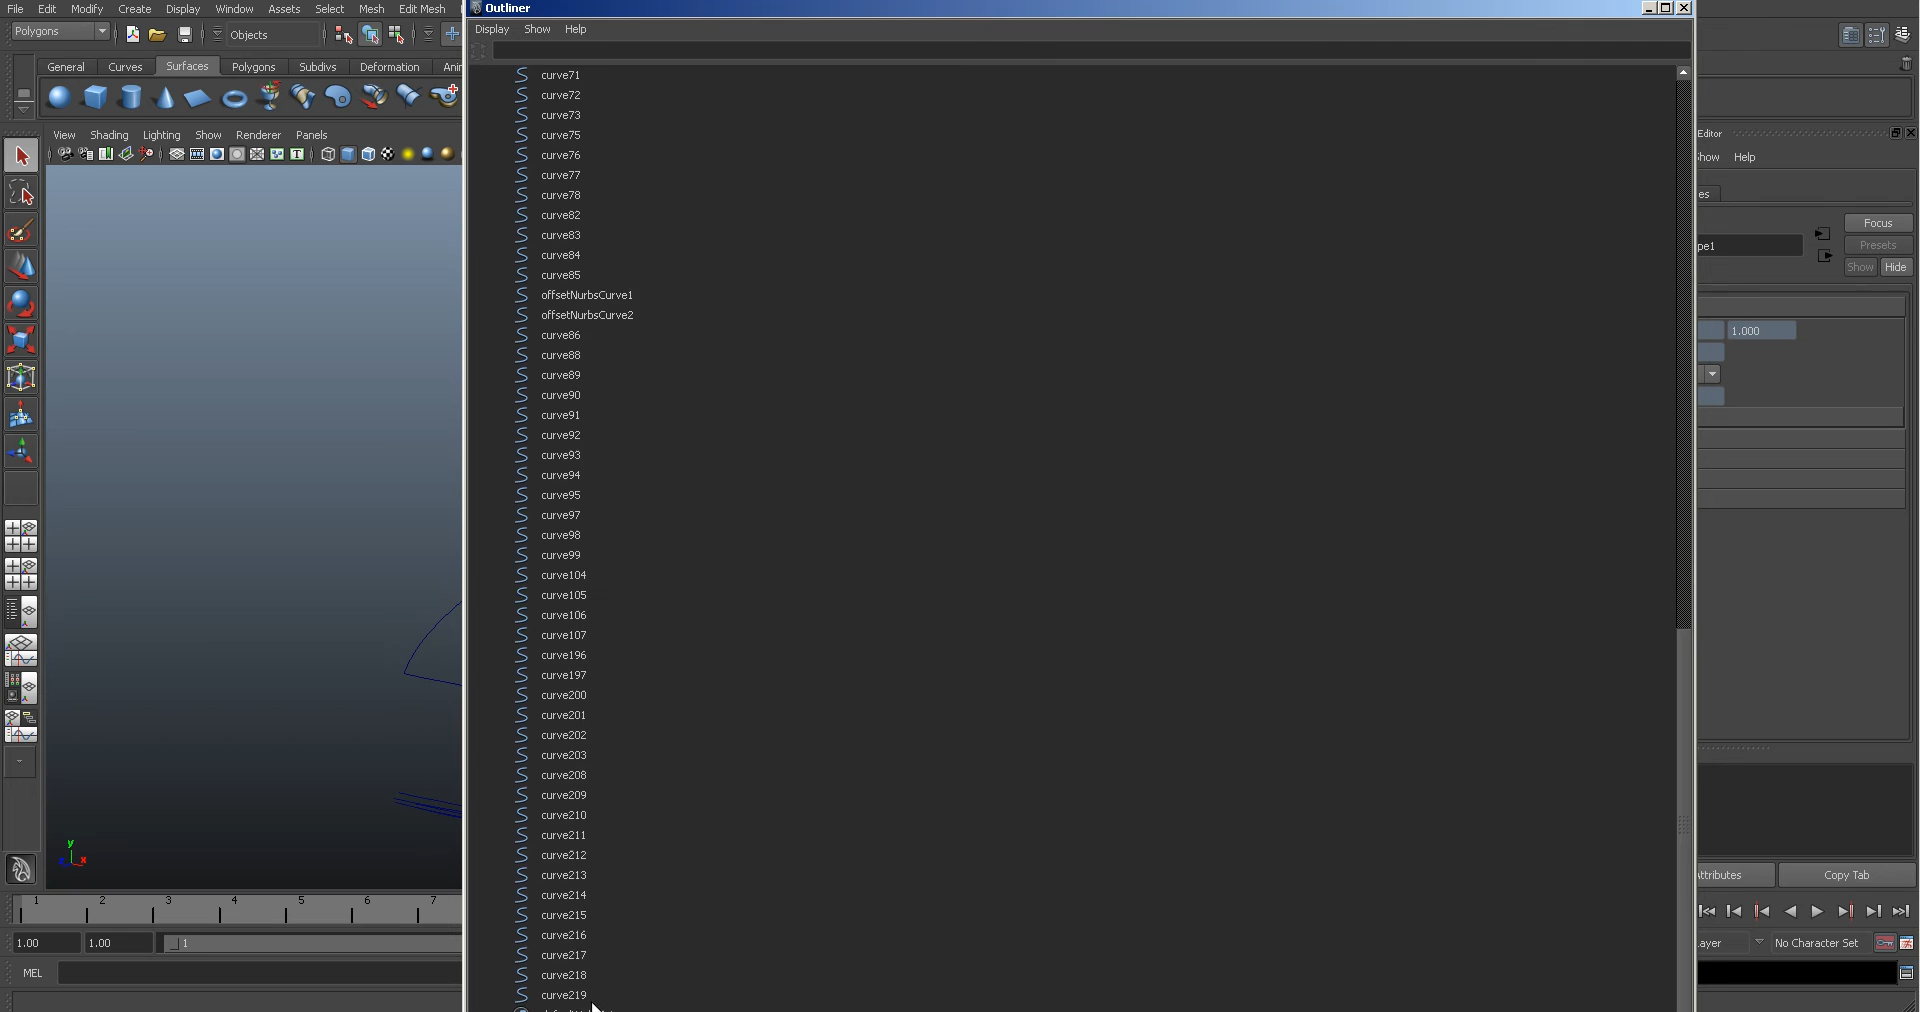 File Edit Modify Create Display Window Assets Select Mesh Edit Mesh
Outliner
Polygons
Objects
Display Show Help
General Curves Surfaces Polygons Subdivs Deformation
View Shading Lighting Show Renderer Panels
curve71
curve72
curve73
curve75
curve76
curve77
curve78
curve82
curve83
curve84
curve85
offsetNurbsCurve1
offsetNurbsCurve2
curve86
curve88
curve89
curve90
curve91
curve92
curve93
curve94
curve95
curve97
curve98
curve99
curve104
curve105
curve106
curve107
curve196
curve197
curve200
curve201
curve202
curve203
curve208
curve209
curve210
curve211
curve212
curve213
curve214
curve215
curve216
curve217
curve218
curve219
Editor
Help
Focus
Presets
Show Hide
1.000
Copy Tab
y
x
1 2 3 4 5 6 7
1.00 1.00 1
No Character Set
MEL